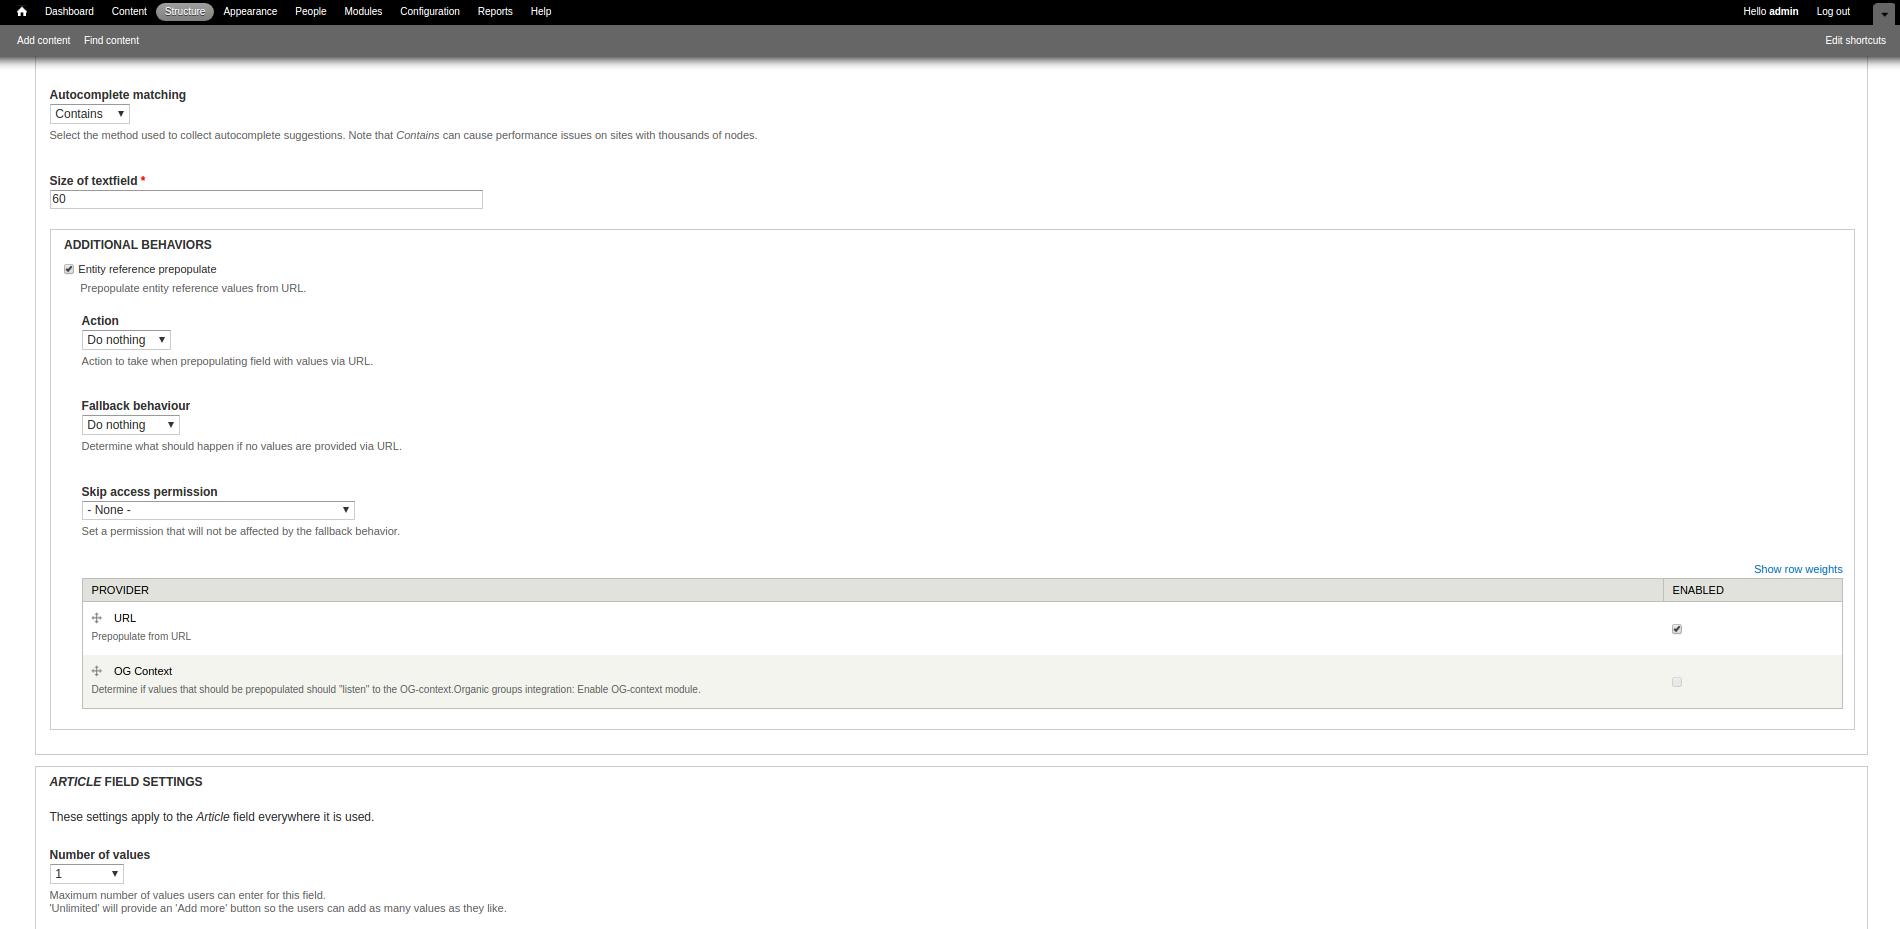 Dashboard Content Structure Appearance People Modules Configuration Reports Help Hello admin Log out
Add content Find content Edit shortcuts
Autocomplete matching
Contains
Select the method used to collect autocomplete suggestions. Note that Contains can cause performance issues on sites with thousands of nodes.
Size of textfield *
60
ADDITIONAL BEHAVIORS
Entity reference prepopulate
Prepopulate entity reference values from URL.
Action
Do nothing
Action to take when prepopulating field with values via URL.
Fallback behaviour
Do nothing
Determine what should happen if no values are provided via URL.
Skip access permission
- None -
Set a permission that will not be affected by the fallback behavior.
Show row weights
PROVIDER ENABLED
URL
Prepopulate from URL
OG Context
Determine if values that should be prepopulated should "listen" to the OG-context.Organic groups integration: Enable OG-context module.
ARTICLE FIELD SETTINGS
These settings apply to the Article field everywhere it is used.
Number of values
1
Maximum number of values users can enter for this field.
'Unlimited' will provide an 'Add more' button so the users can add as many values as they like.